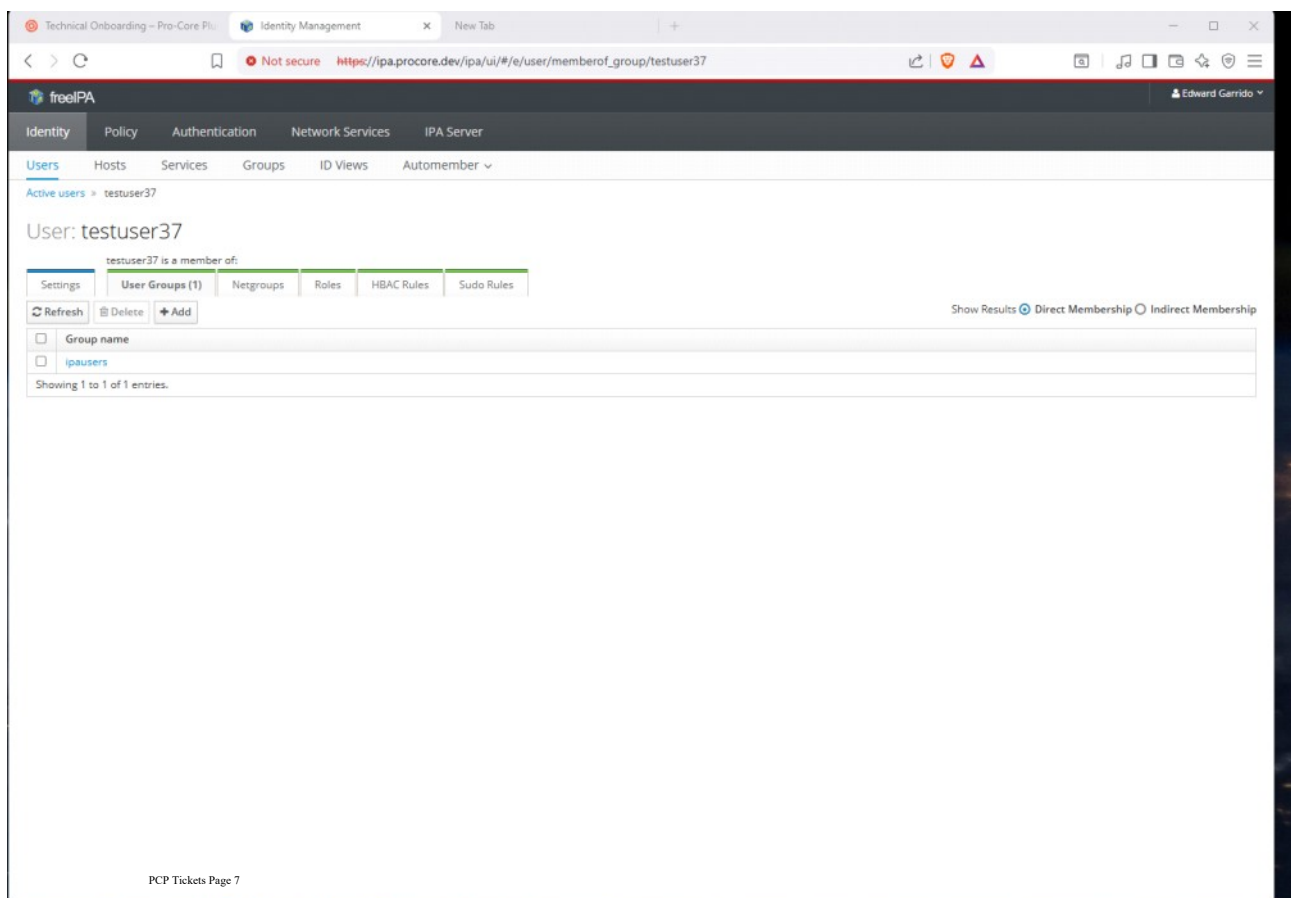 Technical Onboarding – Pro-Core Plu
Identity Management
New Tab
Not secure https://ipa.procore.dev/ipa/ui/#/e/user/memberof_group/testuser37
freeIPA
Edward Garrido
Identity Policy Authentication Network Services IPA Server
Users Hosts Services Groups ID Views Automember
Active users » testuser37
User: testuser37
testuser37 is a member of:
Settings User Groups (1) Netgroups Roles HBAC Rules Sudo Rules
Refresh Delete Add Show Results Direct Membership Indirect Membership
Group name
ipausers
Showing 1 to 1 of 1 entries.
PCP Tickets Page 7